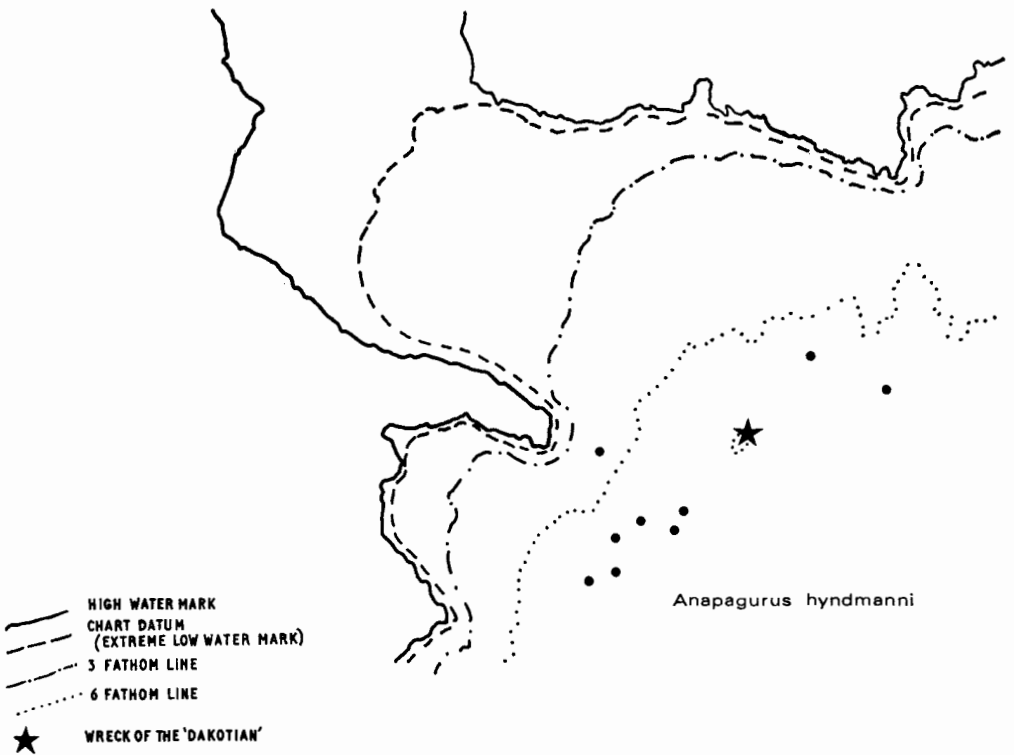 Anapagurus hyndmanni
HIGH WATER MARK
CHART DATUM
(EXTREME LOW WATER MARK)
3 FATHOM LINE
6 FATHOM LINE
WRECK OF THE 'DAKOTIAN'